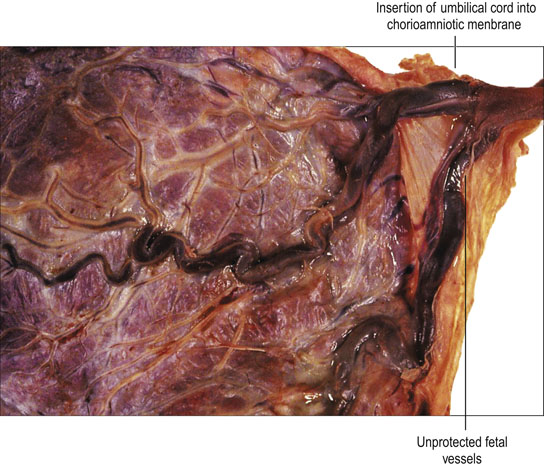 Insertion of umbilical cord into
chorioamniotic menbrane
Unprotected fetal
vessels